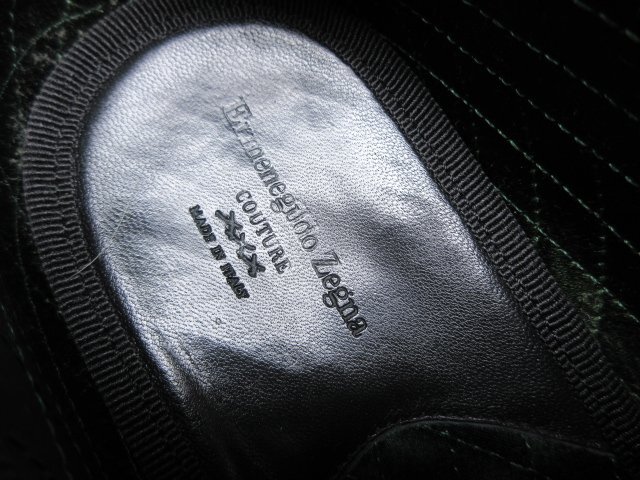 Ermenegildo Zegna
COUTURE
XXX
MADE IN ITALY